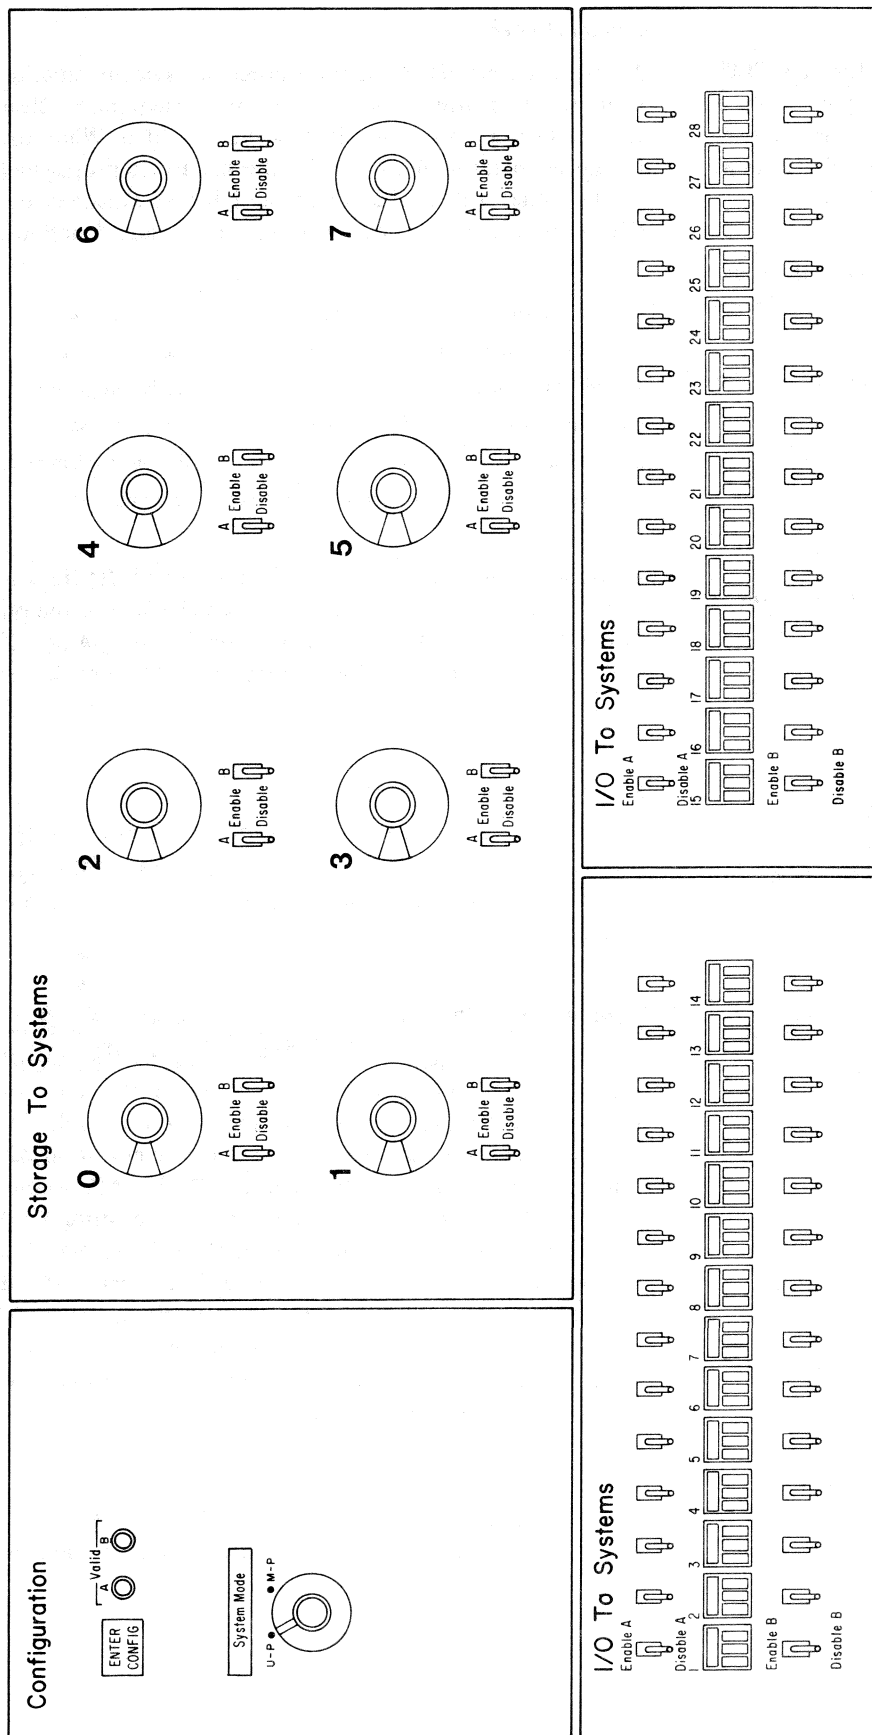 Configuration
ENTER
CONFIG
Valid
A B
System Mode
U-P M-P
Storage To Systems
0
A B
Enable
Disable
2
A B
Enable
Disable
4
A B
Enable
Disable
6
A B
Enable
Disable
1
A B
Enable
Disable
3
A B
Enable
Disable
5
A B
Enable
Disable
7
A B
Enable
Disable
I/O To Systems
Enable A
Disable A
1 2 3 4 5 6 7 8 9 10 11 12 13 14
Enable B
Disable B
I/O To Systems
Enable A
Disable A
15 16 17 18 19 20 21 22 23 24 25 26 27 28
Enable B
Disable B